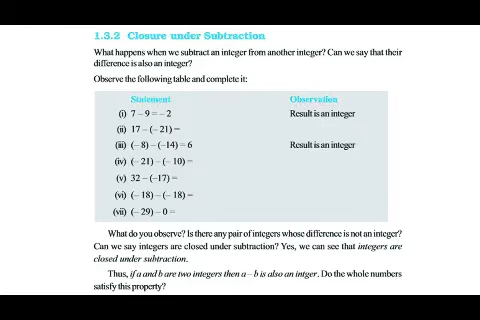 1.3.2 Closure under Subtraction
What happens when we subtract an integer from another integer? Can we say that their
difference is also an integer?
Observe the following table and complete it:
Statement Observation
(i) 7 – 9 = – 2 Result is an integer
(ii) 17 – (– 21) =
(iii) (– 8) – (–14) = 6 Result is an integer
(iv) (– 21) – (– 10) =
(v) 32 – (–17) =
(vi) (– 18) – (– 18) =
(vii) (– 29) – 0 =
What do you observe? Is there any pair of integers whose difference is not an integer?
Can we say integers are closed under subtraction? Yes, we can see that integers are
closed under subtraction.
Thus, if a and b are two integers then a – b is also an intger. Do the whole numbers
satisfy this property?